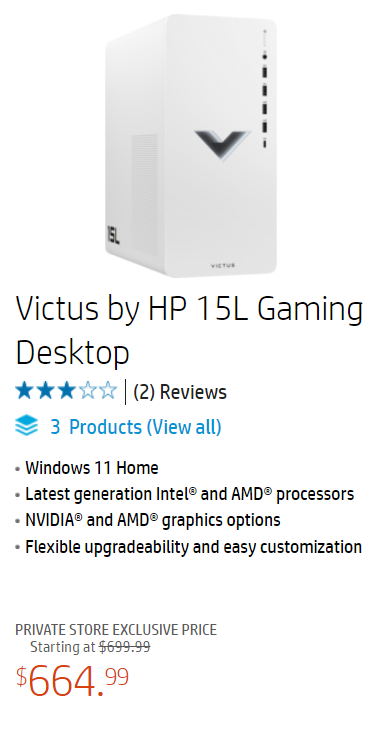 15L
VICTUS
Victus by HP 15L Gaming
Desktop
(2) Reviews
3 Products (View all)
• Windows 11 Home
• Latest generation Intel® and AMD® processors
• NVIDIA® and AMD® graphics options
• Flexible upgradeability and easy customization
PRIVATE STORE EXCLUSIVE PRICE
Starting at $699.99
$664.99